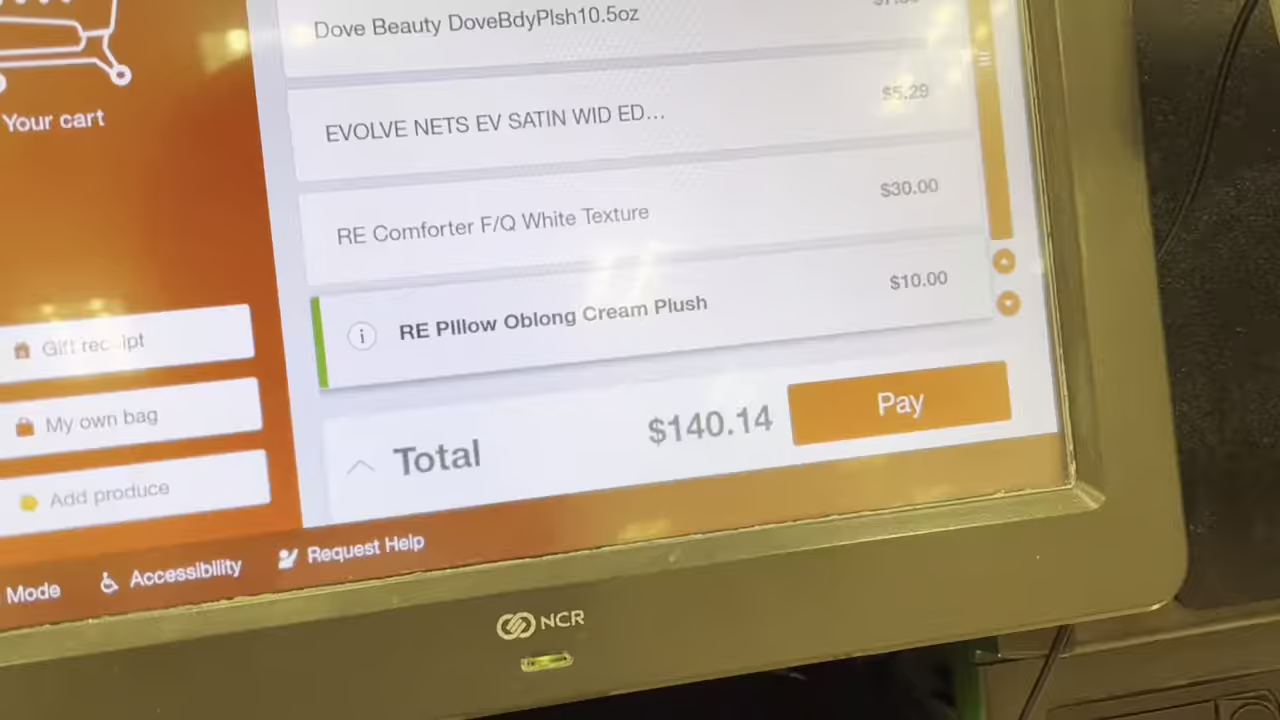 Dove Beauty DoveBdyPlsh10.5oz
EVOLVE NETS EV SATIN WID ED... $5.29
RE Comforter F/Q White Texture $30.00
RE Pillow Oblong Cream Plush $10.00
Total $140.14 Pay
Your cart
Gift receipt
My own bag
Add produce
Mode Accessibility Request Help
NCR